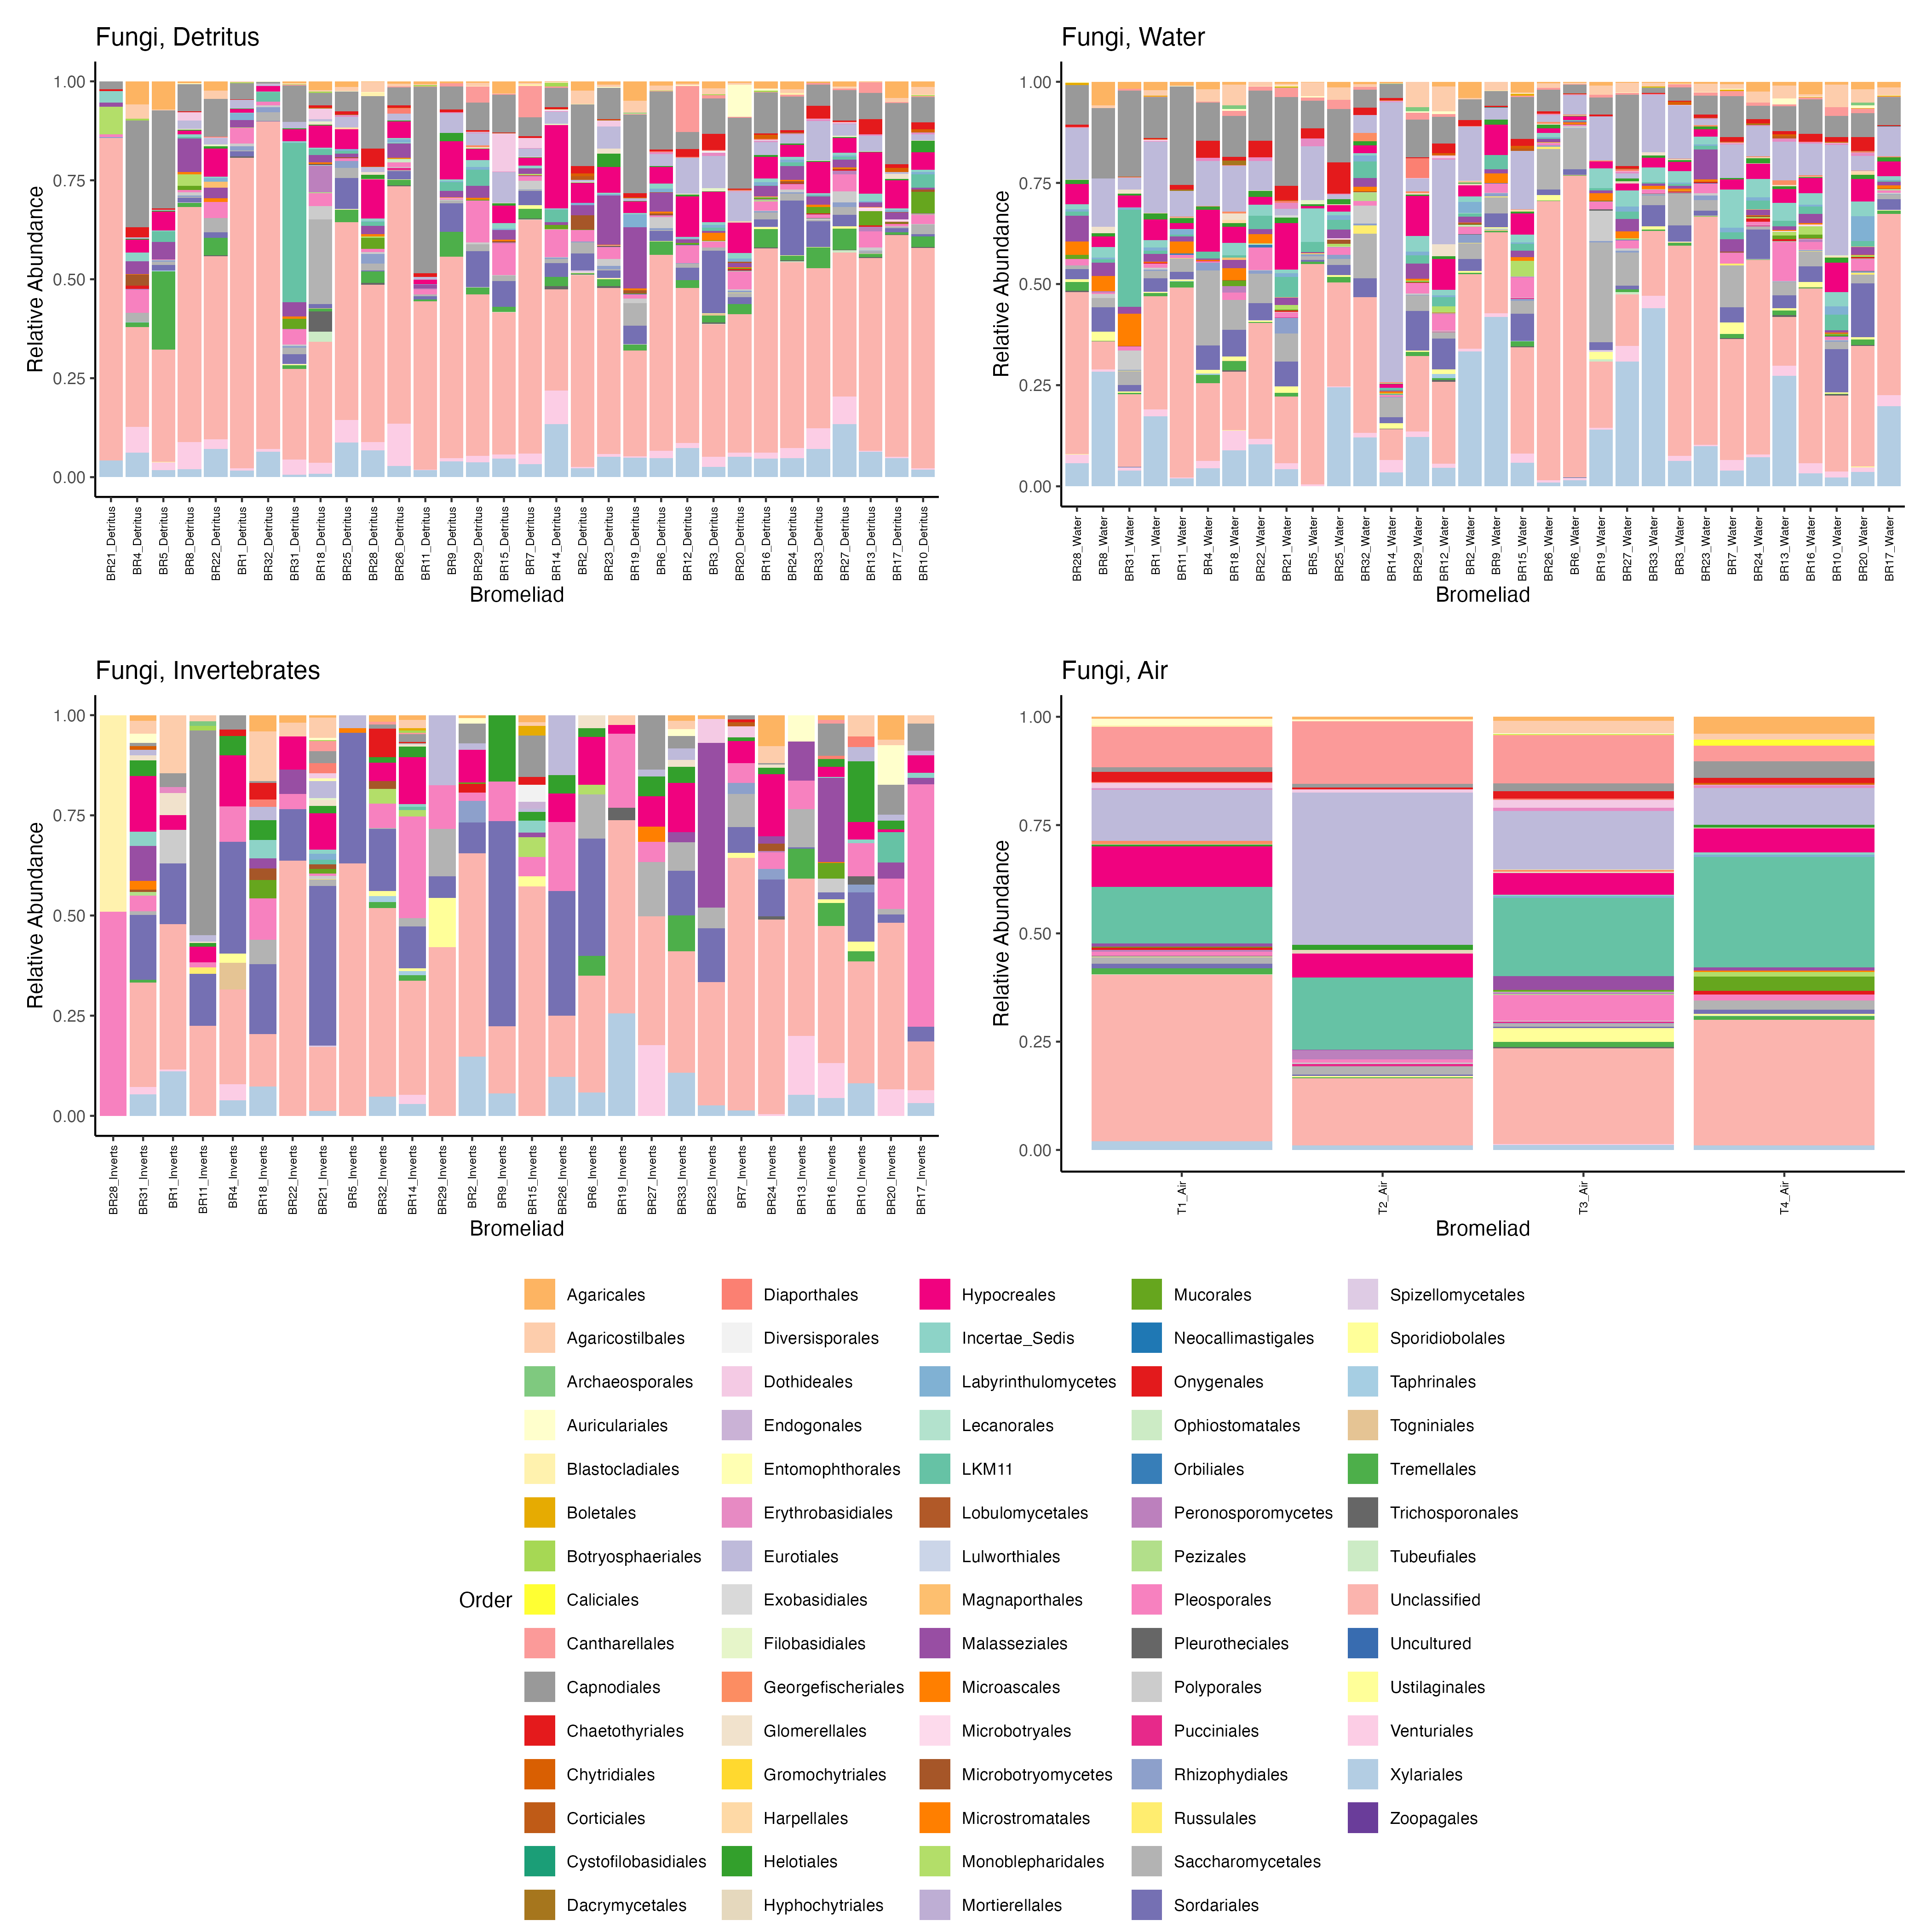 Fungi, Detritus
Relative Abundance
1.00
0.75
0.50
0.25
0.00
BR21_Detritus
BR4_Detritus
BR5_Detritus
BR8_Detritus
BR22_Detritus
BR1_Detritus
BR32_Detritus
BR31_Detritus
BR18_Detritus
BR25_Detritus
BR28_Detritus
BR26_Detritus
BR11_Detritus
BR9_Detritus
BR29_Detritus
BR15_Detritus
BR7_Detritus
BR14_Detritus
BR2_Detritus
BR23_Detritus
BR19_Detritus
BR6_Detritus
BR12_Detritus
BR3_Detritus
BR20_Detritus
BR16_Detritus
BR24_Detritus
BR33_Detritus
BR27_Detritus
BR13_Detritus
BR17_Detritus
BR10_Detritus
Bromeliad
Fungi, Water
Relative Abundance
1.00
0.75
0.50
0.25
0.00
BR28_Water
BR8_Water
BR31_Water
BR1_Water
BR11_Water
BR4_Water
BR18_Water
BR22_Water
BR21_Water
BR5_Water
BR25_Water
BR32_Water
BR14_Water
BR29_Water
BR12_Water
BR2_Water
BR9_Water
BR15_Water
BR26_Water
BR6_Water
BR19_Water
BR27_Water
BR33_Water
BR3_Water
BR23_Water
BR7_Water
BR24_Water
BR13_Water
BR16_Water
BR10_Water
BR20_Water
BR17_Water
Bromeliad
Fungi, Invertebrates
Relative Abundance
1.00
0.75
0.50
0.25
0.00
BR28_Inverts
BR31_Inverts
BR1_Inverts
BR11_Inverts
BR4_Inverts
BR18_Inverts
BR22_Inverts
BR21_Inverts
BR5_Inverts
BR32_Inverts
BR14_Inverts
BR29_Inverts
BR2_Inverts
BR9_Inverts
BR15_Inverts
BR26_Inverts
BR6_Inverts
BR19_Inverts
BR27_Inverts
BR33_Inverts
BR23_Inverts
BR7_Inverts
BR24_Inverts
BR13_Inverts
BR16_Inverts
BR10_Inverts
BR20_Inverts
BR17_Inverts
Bromeliad
Fungi, Air
Relative Abundance
1.00
0.75
0.50
0.25
0.00
T1_Air
T2_Air
T3_Air
T4_Air
Bromeliad
Order
Agaricales
Agaricostilbales
Archaeosporales
Auriculariales
Blastocladiales
Boletales
Botryosphaeriales
Caliciales
Cantharellales
Capnodiales
Chaetothyriales
Chytridiales
Corticiales
Cystofilobasidiales
Dacrymycetales
Diaporthales
Diversisporales
Dothideales
Endogonales
Entomophthorales
Erythrobasidiales
Eurotiales
Exobasidiales
Filobasidiales
Georgefischeriales
Glomerellales
Gromochytriales
Harpellales
Helotiales
Hyphochytriales
Hypocreales
Incertae_Sedis
Labyrinthulomycetes
Lecanorales
LKM11
Lobulomycetales
Lulworthiales
Magnaporthales
Malasseziales
Microascales
Microbotryales
Microbotryomycetes
Microstromatales
Monoblepharidales
Mortierellales
Mucorales
Neocallimastigales
Onygenales
Ophiostomatales
Orbiliales
Peronosporomycetes
Pezizales
Pleosporales
Pleurotheciales
Polyporales
Pucciniales
Rhizophydiales
Russulales
Saccharomycetales
Sordariales
Spizellomycetales
Sporidiobolales
Taphrinales
Togniniales
Tremellales
Trichosporonales
Tubeufiales
Unclassified
Uncultured
Ustilaginales
Venturiales
Xylariales
Zoopagales